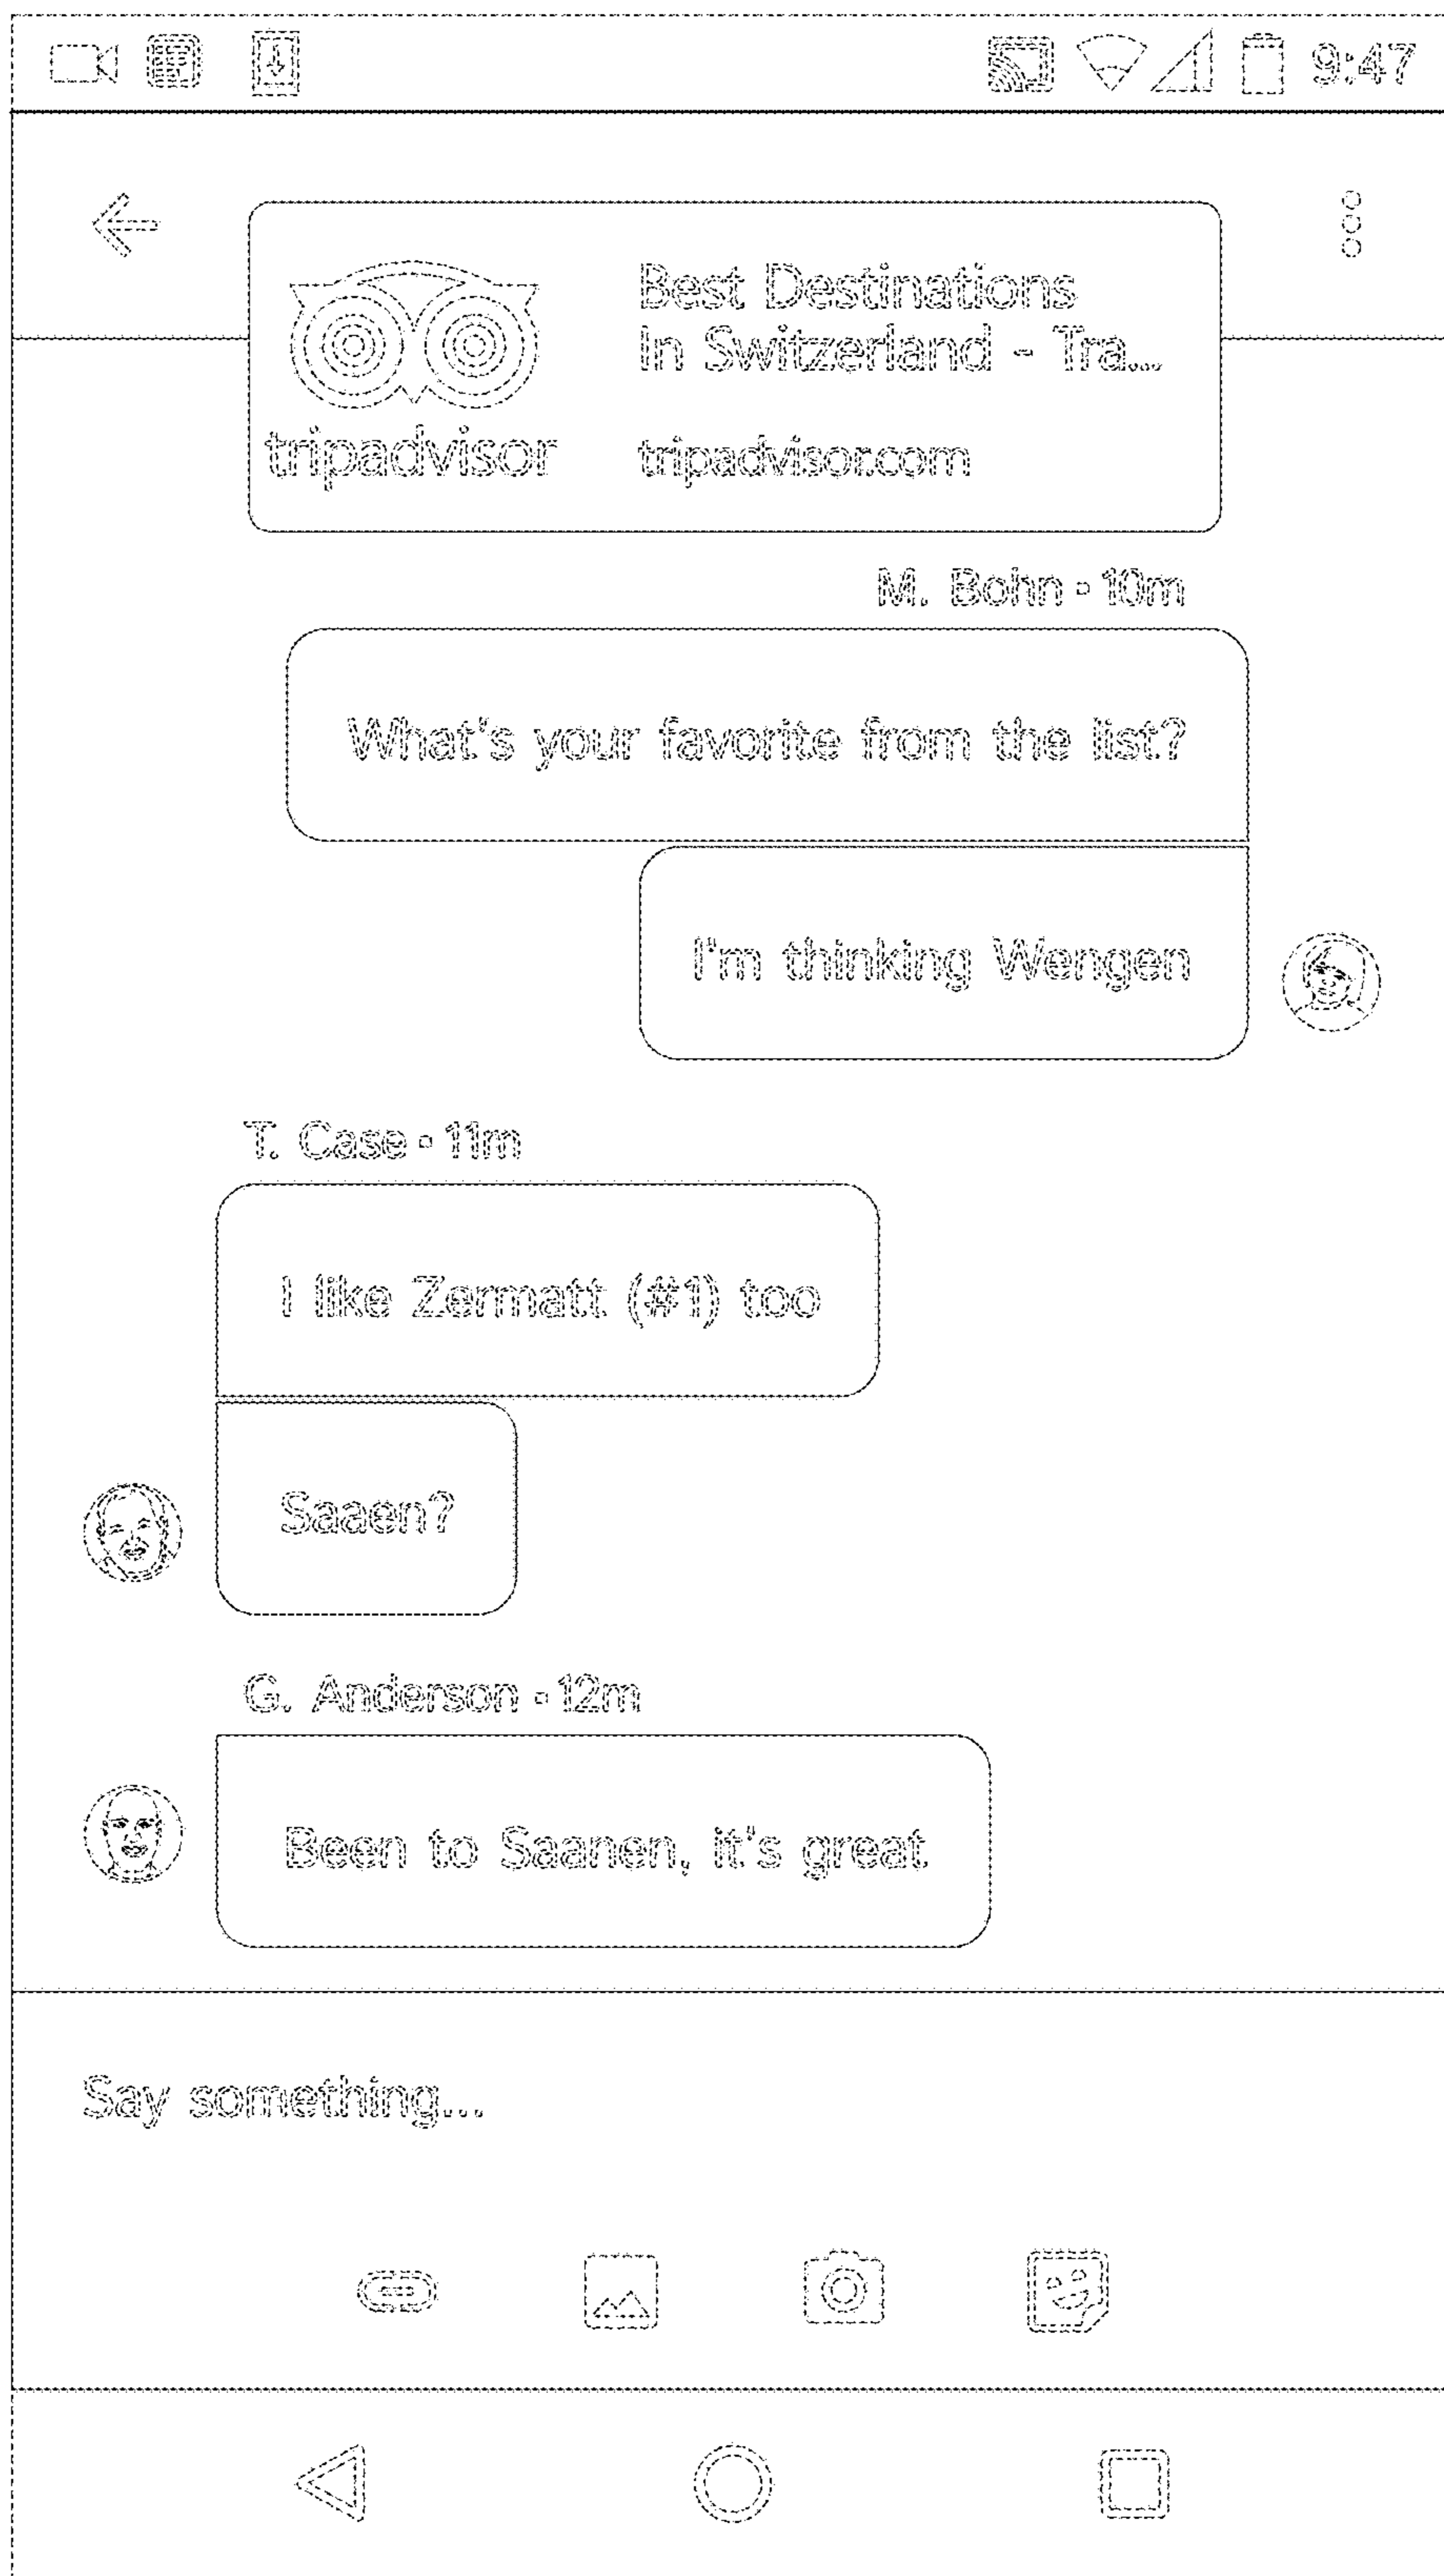 9:47
Best Destinations
In Switzerland - Tra...
tripadvisor
tripadvisor.com
M. Bohn · 10m
What's your favorite from the list?
I'm thinking Wengen
T. Case · 11m
I like Zermatt (#1) too
Saaen?
G. Anderson · 12m
Been to Saanen, it's great
Say something...